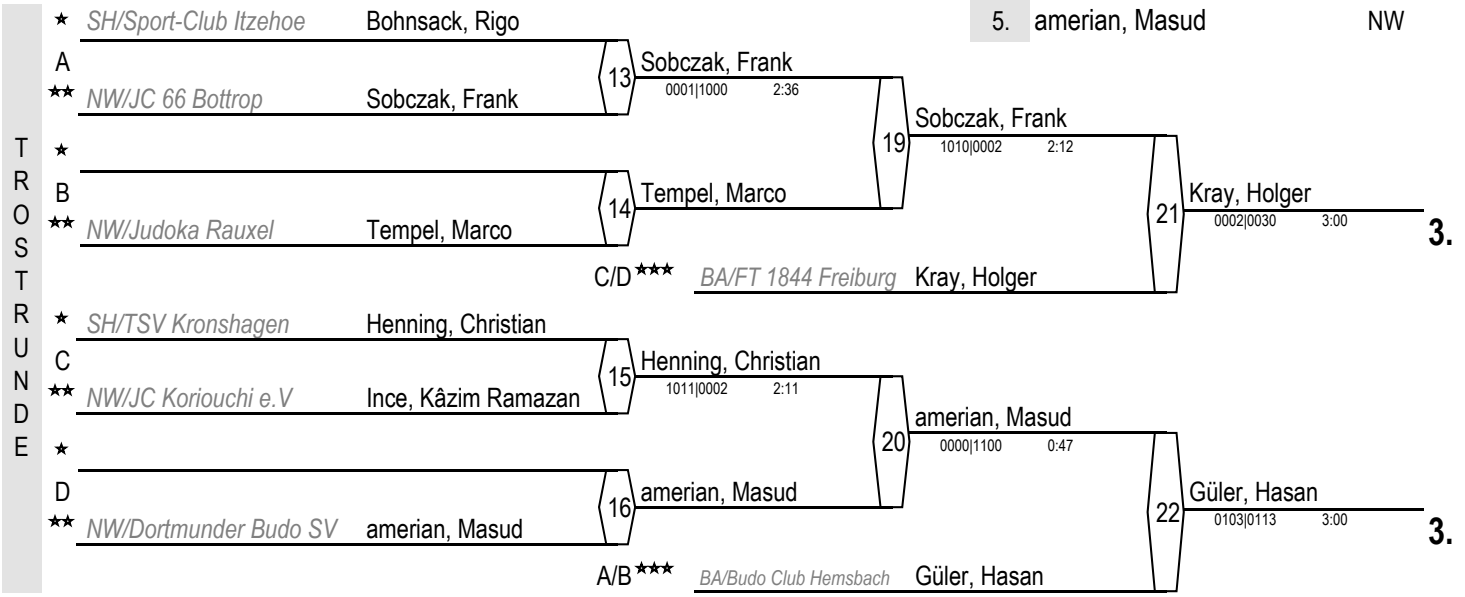 ★ SH/Sport-Club Itzehoe Bohnsack, Rigo
5. amerian, Masud NW
A
13 Sobczak, Frank
0001|1000 2:36
★★ NW/JC 66 Bottrop Sobczak, Frank
19 Sobczak, Frank
1010|0002 2:12
TROSTRUNDE
★
B
14 Tempel, Marco
21 Kray, Holger
0002|0030 3:00
3.
★★ NW/Judoka Rauxel Tempel, Marco
C/D ★★★ BA/FT 1844 Freiburg Kray, Holger
★ SH/TSV Kronshagen Henning, Christian
C
15 Henning, Christian
1011|0002 2:11
★★ NW/JC Koriouchi e.V Ince, Kâzim Ramazan
20 amerian, Masud
0000|1100 0:47
★
D
16 amerian, Masud
22 Güler, Hasan
0103|0113 3:00
3.
★★ NW/Dortmunder Budo SV amerian, Masud
A/B ★★★ BA/Budo Club Hemsbach Güler, Hasan